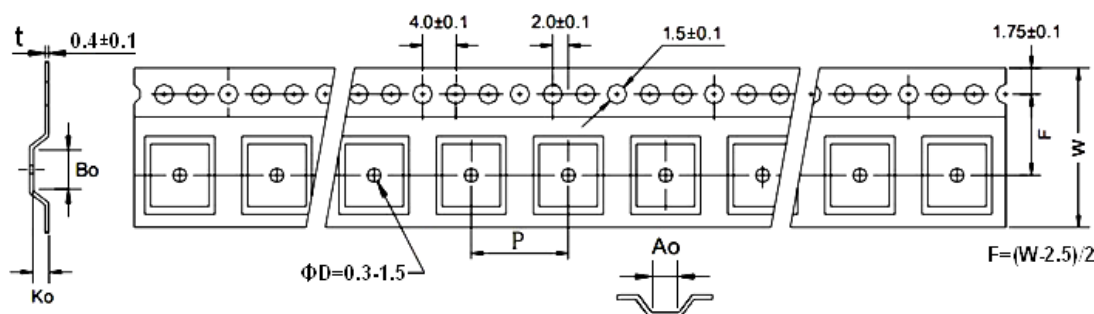 4.0±0.1
2.0±0.1
1.5±0.1
1.75±0.1
t
0.4±0.1
Bo
F
W
P
Ao
ΦD=0.3-1.5
F=(W-2.5)/2
Ko